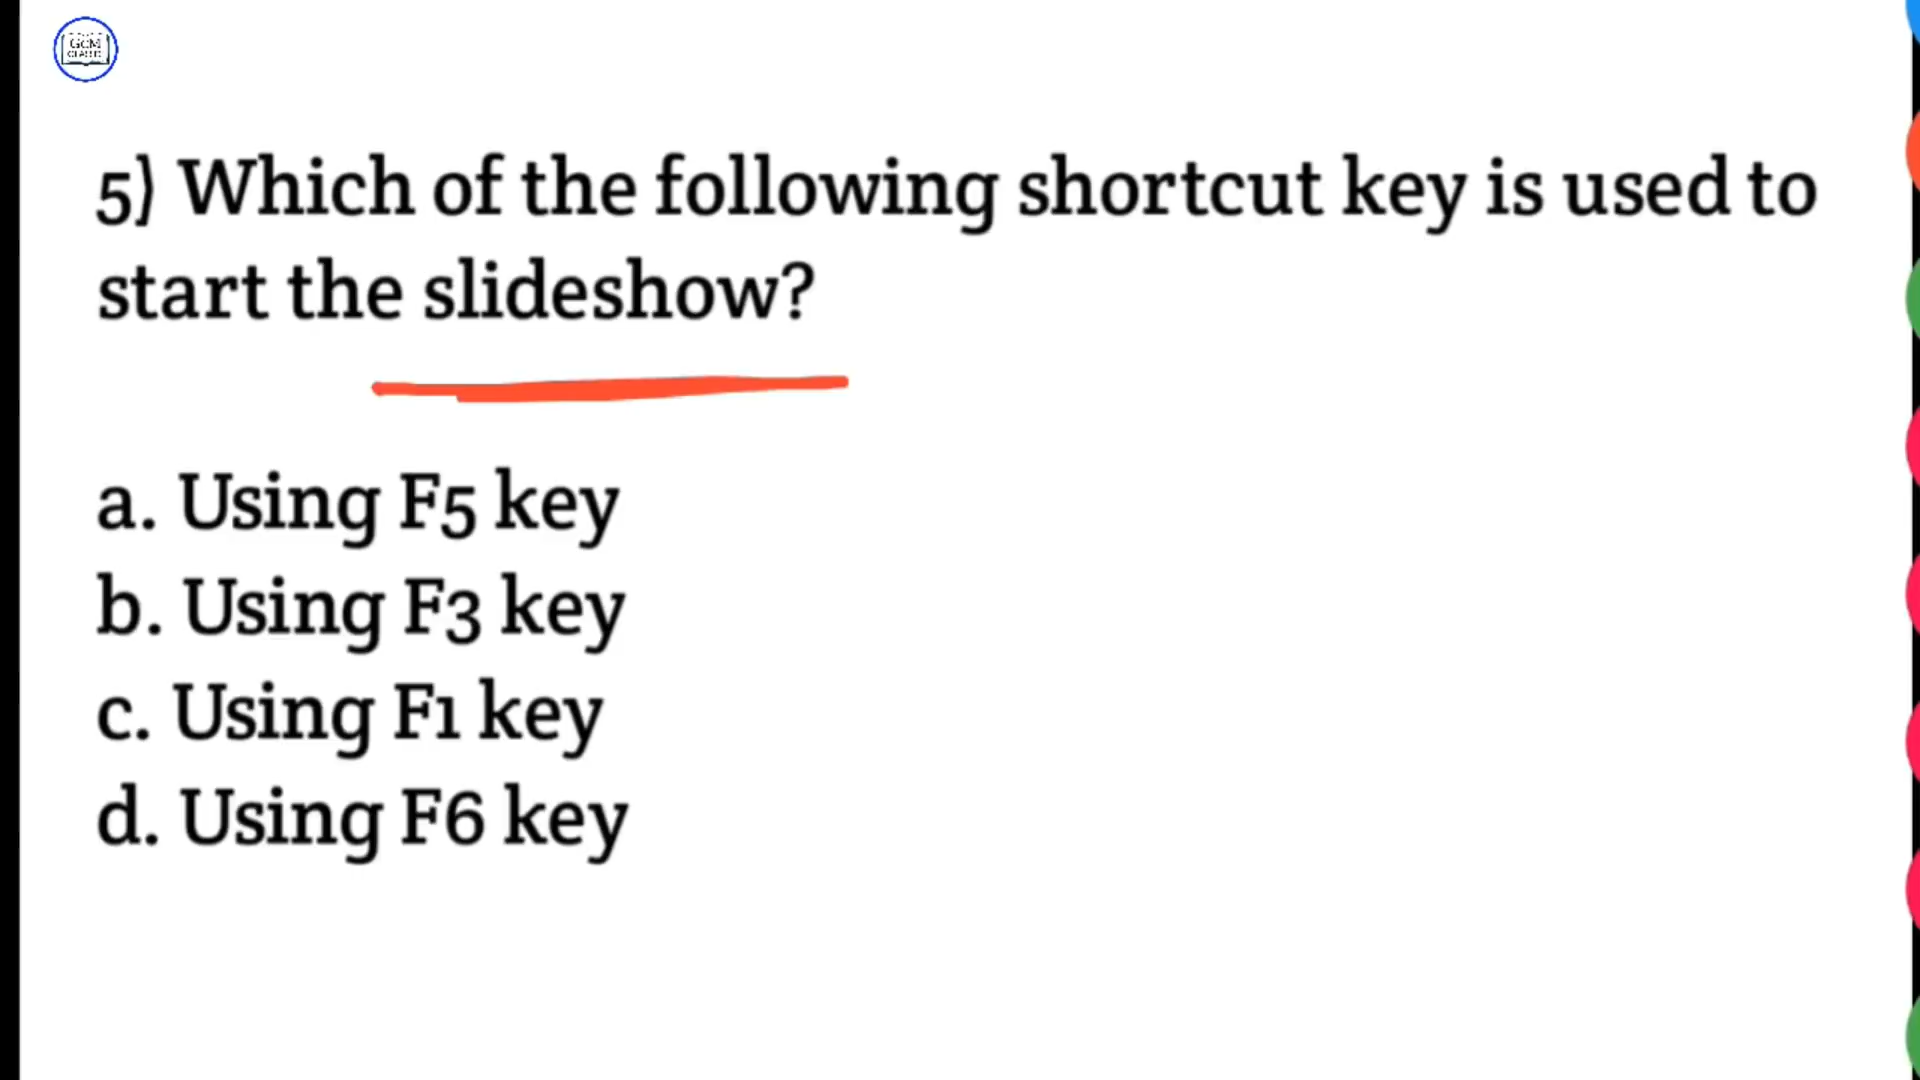 GCM
5) Which of the following shortcut key is used to
start the slideshow?
a. Using F5 key
b. Using F3 key
c. Using F1 key
d. Using F6 key